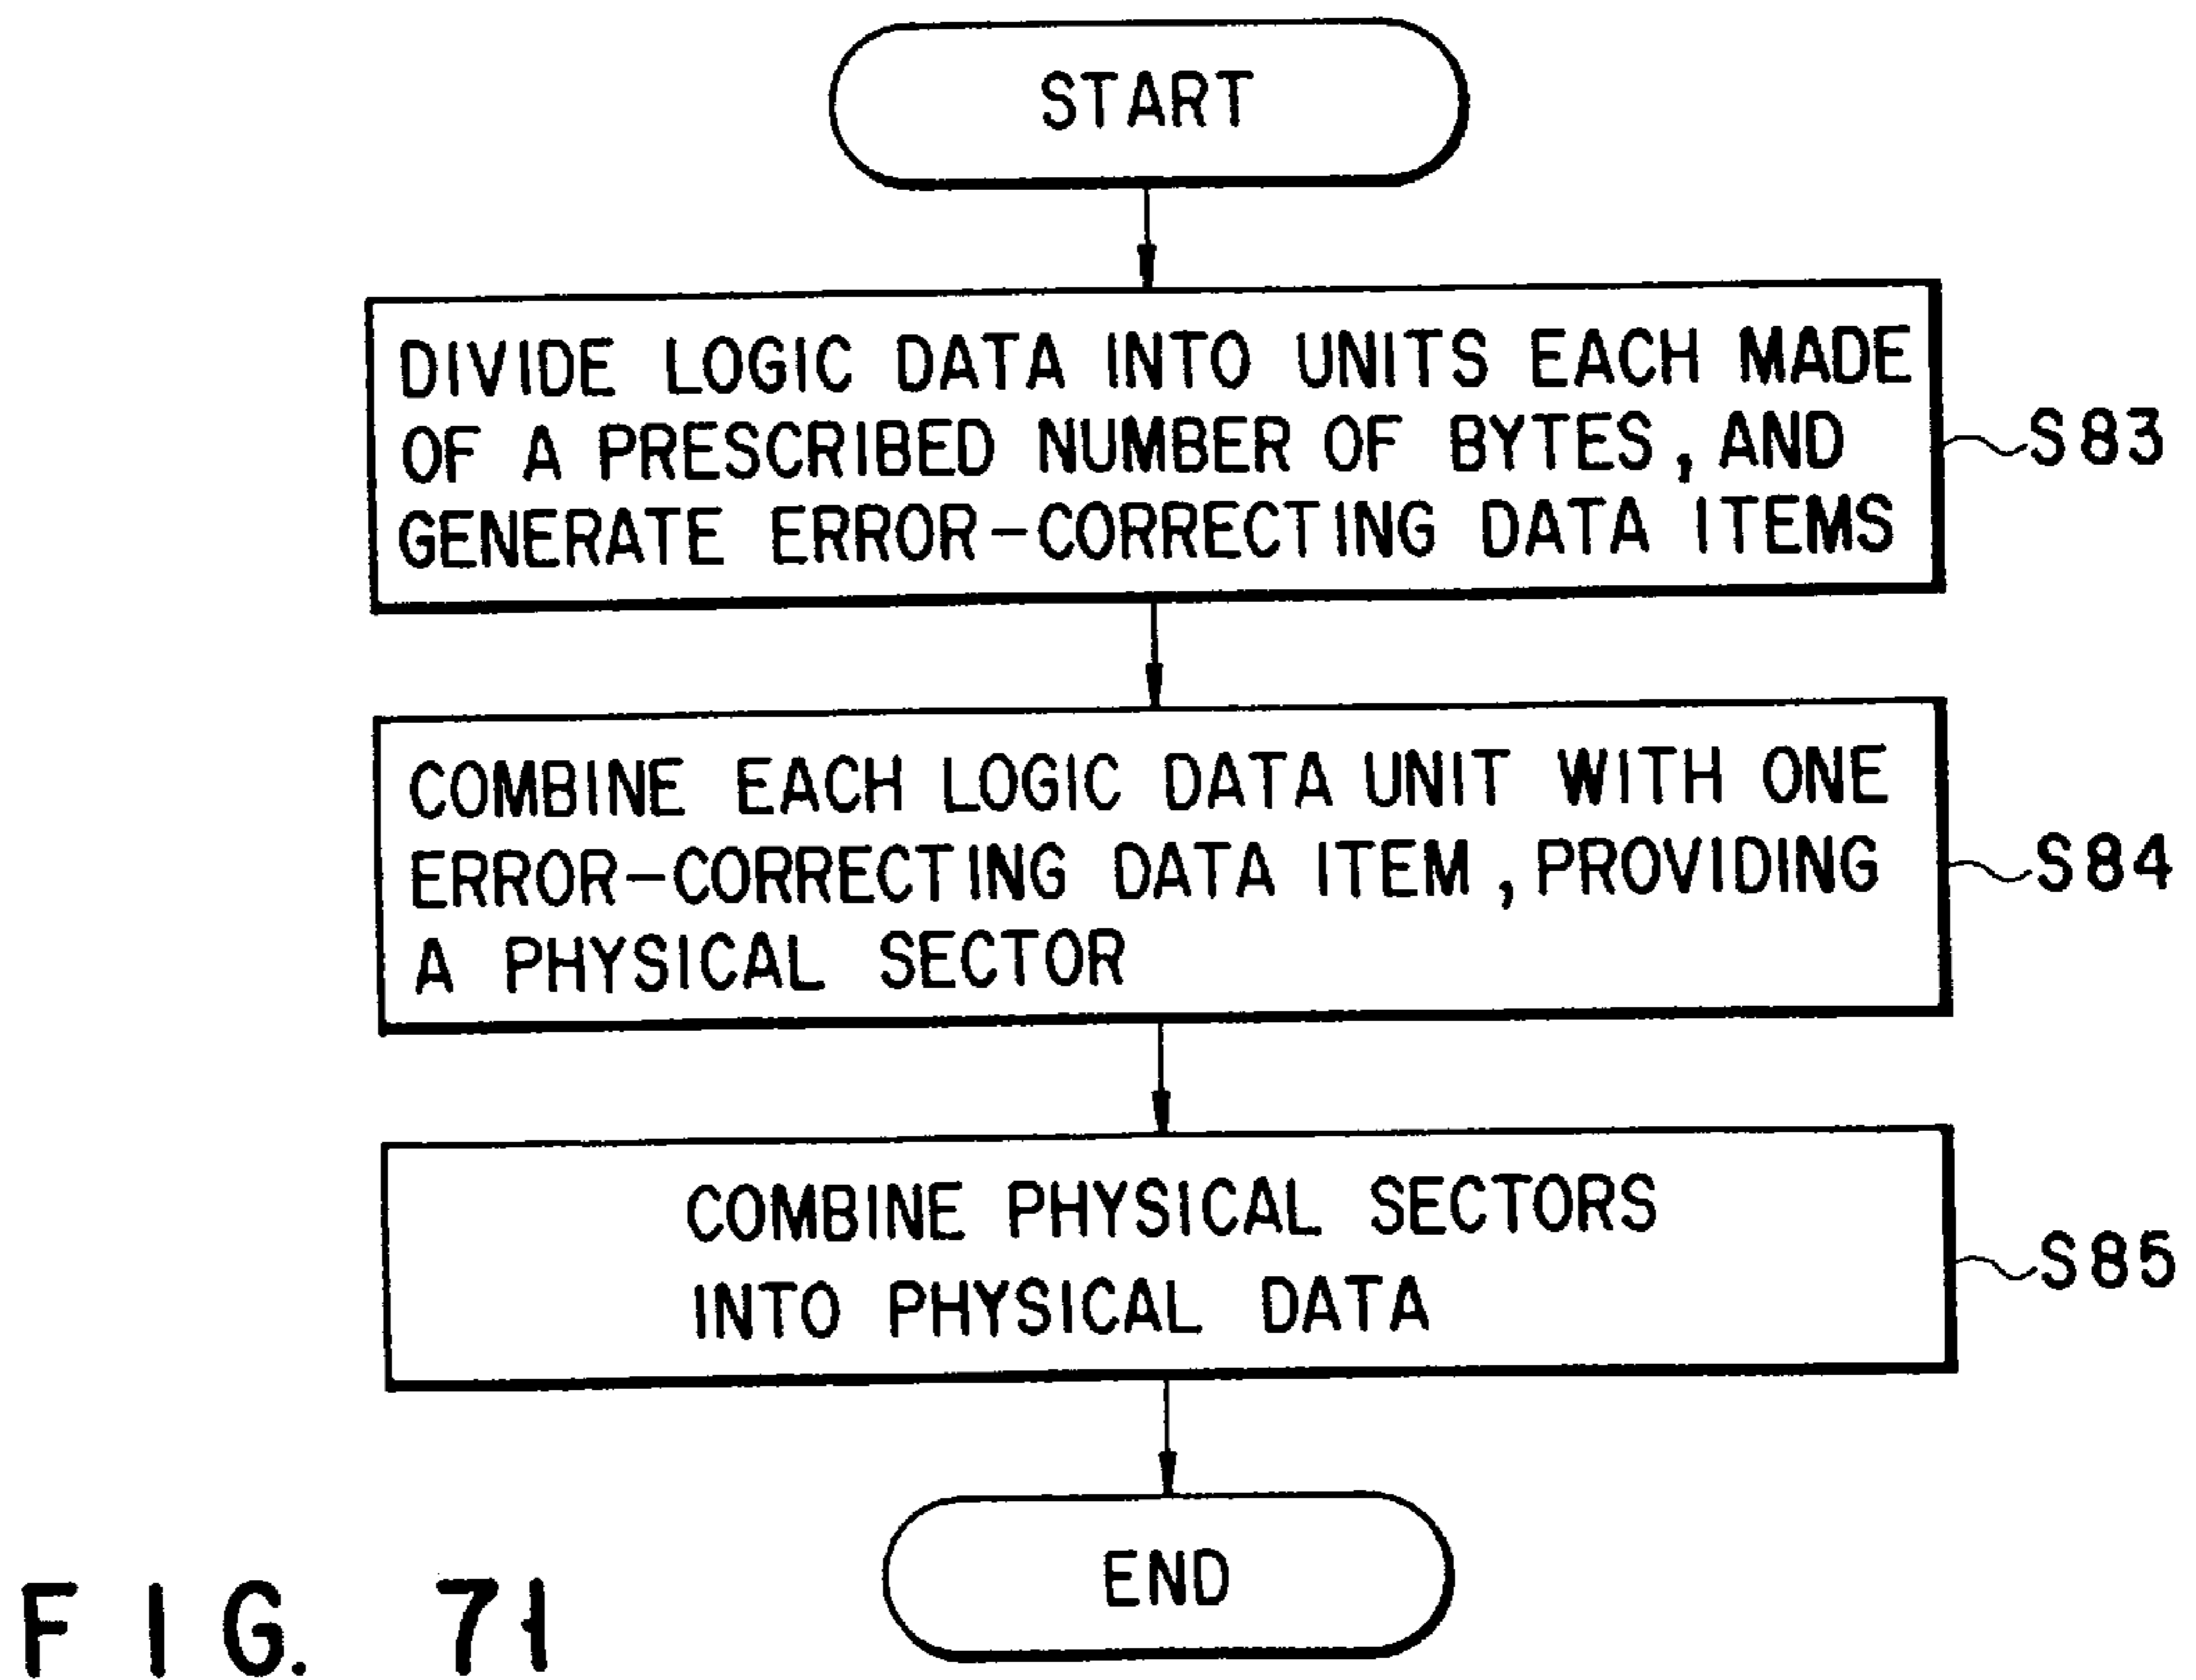 START
DIVIDE LOGIC DATA INTO UNITS EACH MADE
OF A PRESCRIBED NUMBER OF BYTES, AND
GENERATE ERROR-CORRECTING DATA ITEMS
S83
COMBINE EACH LOGIC DATA UNIT WITH ONE
ERROR-CORRECTING DATA ITEM, PROVIDING
A PHYSICAL SECTOR
S84
COMBINE PHYSICAL SECTORS
INTO PHYSICAL DATA
S85
END
FIG. 71